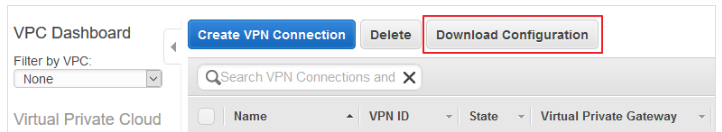 VPC Dashboard
Filter by VPC:
None
Virtual Private Cloud
Create VPN Connection Delete Download Configuration
Search VPN Connections and
Name VPN ID State Virtual Private Gateway